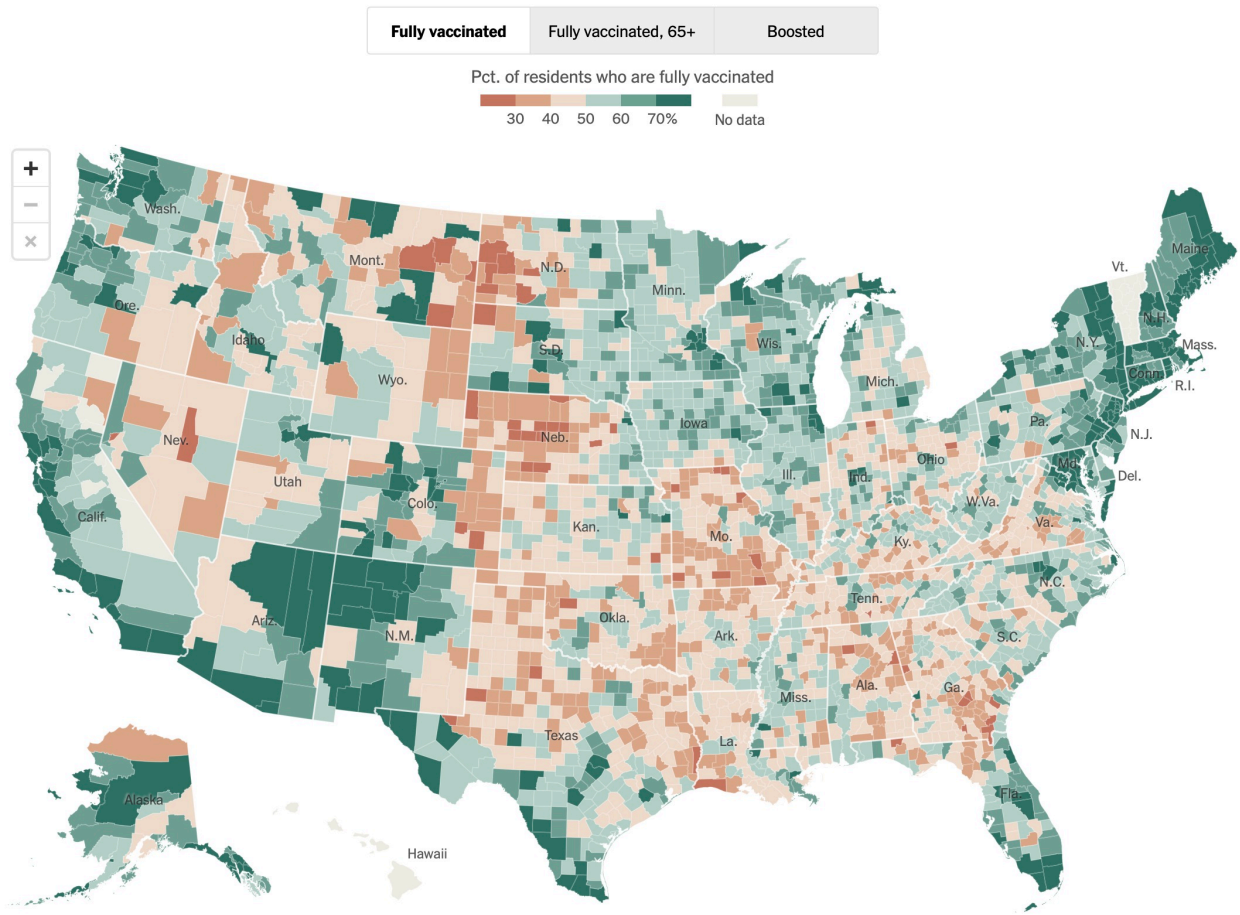 Fully vaccinated
Fully vaccinated, 65+
Boosted
Pct. of residents who are fully vaccinated
30 40 50 60 70% No data
+
−
×
Wash.
Mont.
N.D.
Minn.
Maine
Vt.
Ore.
Idaho
S.D.
Wis.
N.H.
N.Y.
Mass.
Wyo.
Mich.
Conn.
R.I.
Nev.
Neb.
Iowa
Pa.
N.J.
Utah
Colo.
Ill.
Ind.
Ohio
Md.
Del.
Calif.
Kan.
Mo.
W.Va.
Va.
Ky.
Ariz.
N.M.
Okla.
Ark.
Tenn.
N.C.
S.C.
Miss.
Ala.
Ga.
Texas
La.
Fla.
Alaska
Hawaii